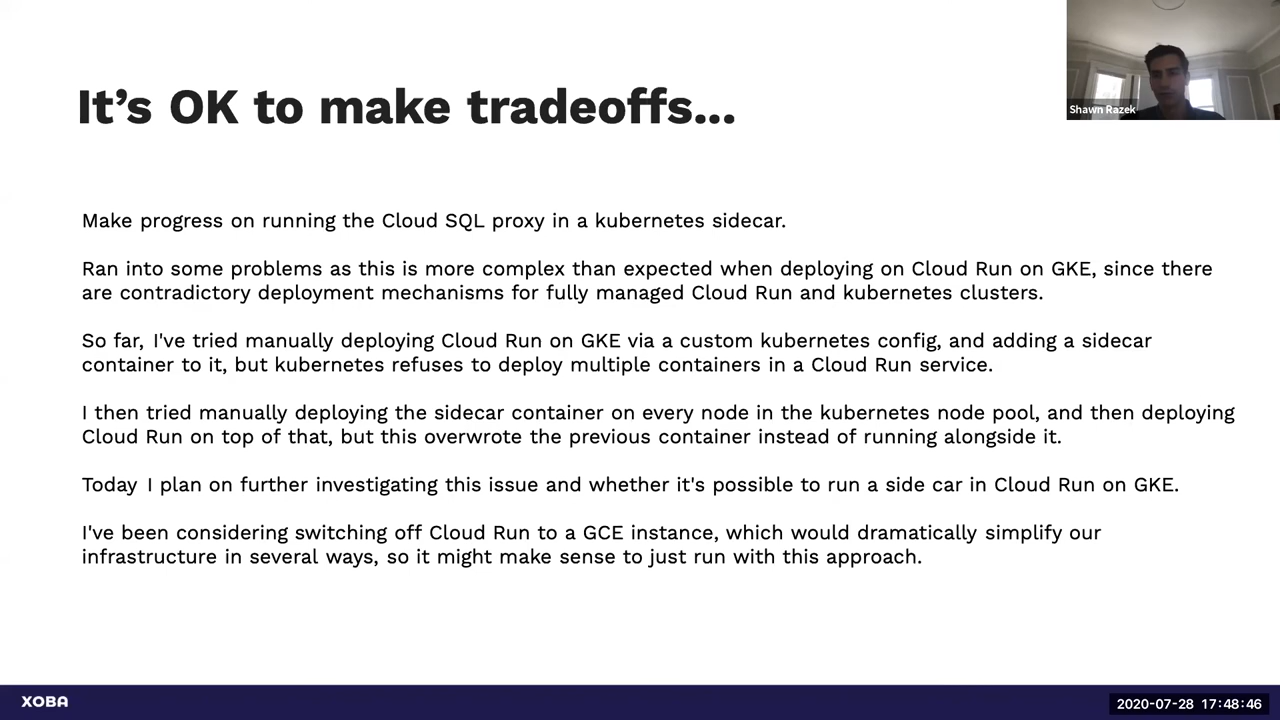 It’s OK to make tradeoffs...
Shawn Razek
Make progress on running the Cloud SQL proxy in a kubernetes sidecar.
Ran into some problems as this is more complex than expected when deploying on Cloud Run on GKE, since there
are contradictory deployment mechanisms for fully managed Cloud Run and kubernetes clusters.
So far, I've tried manually deploying Cloud Run on GKE via a custom kubernetes config, and adding a sidecar
container to it, but kubernetes refuses to deploy multiple containers in a Cloud Run service.
I then tried manually deploying the sidecar container on every node in the kubernetes node pool, and then deploying
Cloud Run on top of that, but this overwrote the previous container instead of running alongside it.
Today I plan on further investigating this issue and whether it's possible to run a side car in Cloud Run on GKE.
I've been considering switching off Cloud Run to a GCE instance, which would dramatically simplify our
infrastructure in several ways, so it might make sense to just run with this approach.
XOBA
2020-07-28 17:48:46